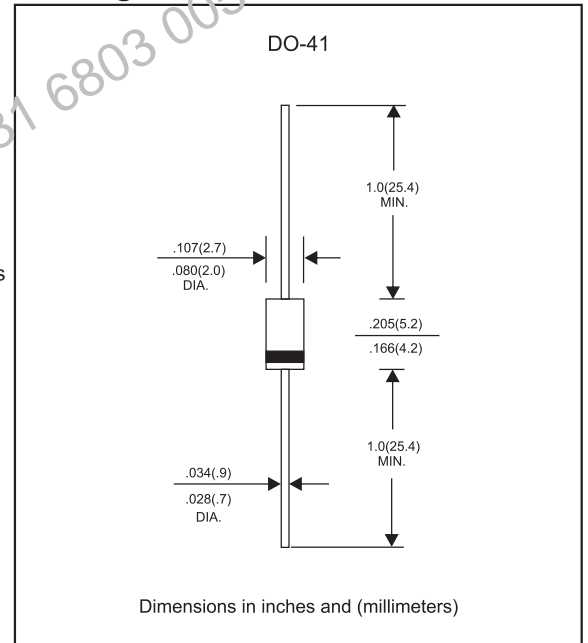 DO-41
1.0(25.4)
MIN.
.107(2.7)
.080(2.0)
DIA.
.205(5.2)
.166(4.2)
1.0(25.4)
MIN.
.034(.9)
.028(.7)
DIA.
Dimensions in inches and (millimeters)